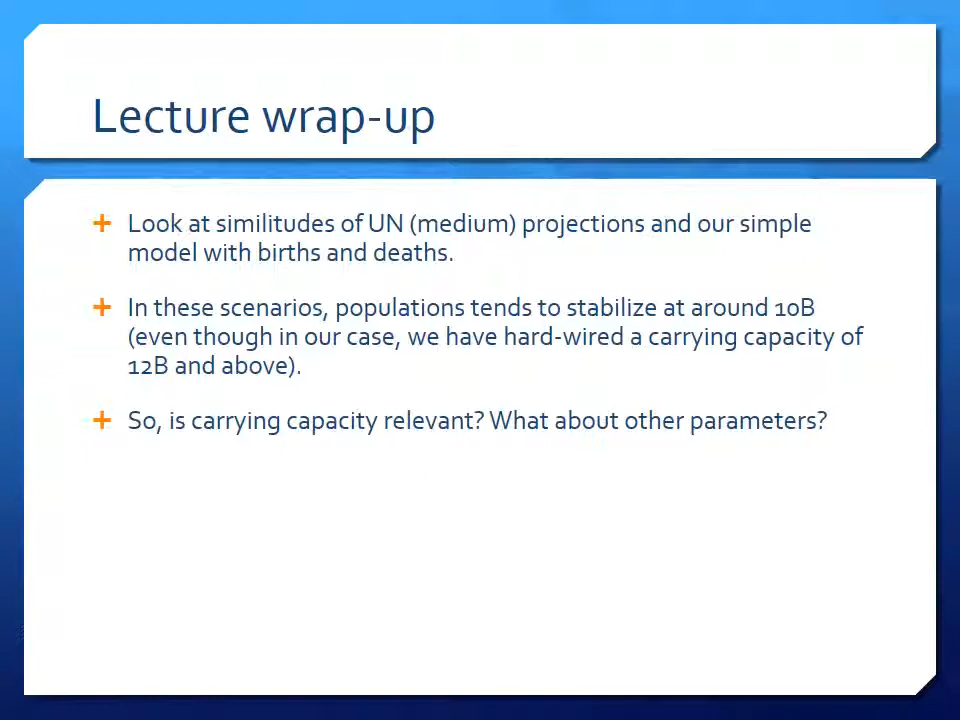 Lecture wrap-up
Look at similitudes of UN (medium) projections and our simple
model with births and deaths.
In these scenarios, populations tends to stabilize at around 10B
(even though in our case, we have hard-wired a carrying capacity of
12B and above).
So, is carrying capacity relevant? What about other parameters?